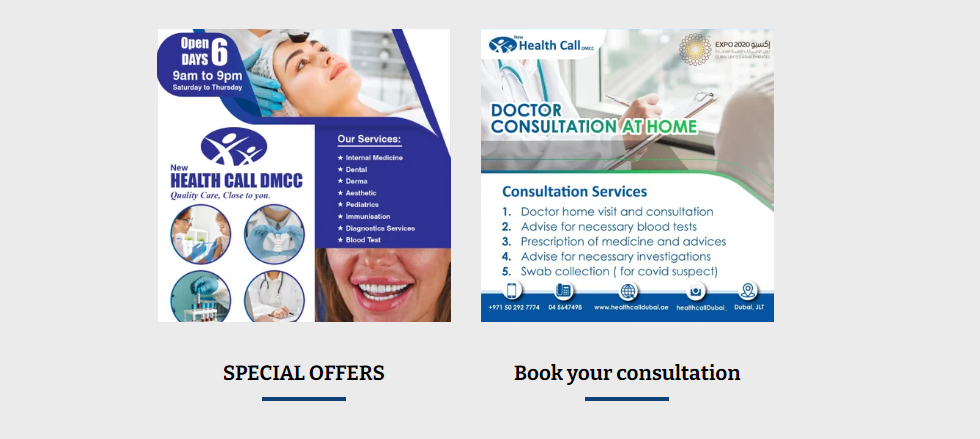 Open
DAYS 6
9am to 9pm
Saturday to Thursday
New
HEALTH CALL DMCC
Quality Care, Close to you.
Our Services:
★ Internal Medicine
★ Dental
★ Derma
★ Aesthetic
★ Pediatrics
★ Immunisation
★ Diagnostics Services
★ Blood Test
New
Health Call DMCC
EXPO 2020 إكسبو
DUBAI, UNITED ARAB EMIRATES
DOCTOR
CONSULTATION AT HOME
Consultation Services
1. Doctor home visit and consultation
2. Advise for necessary blood tests
3. Prescription of medicine and advices
4. Advise for necessary investigations
5. Swab collection ( for covid suspect)
+971 50 292 7774 04 5647498 www.healthcalldubai.ae healthcallDubai_ Dubai, JLT
SPECIAL OFFERS
Book your consultation